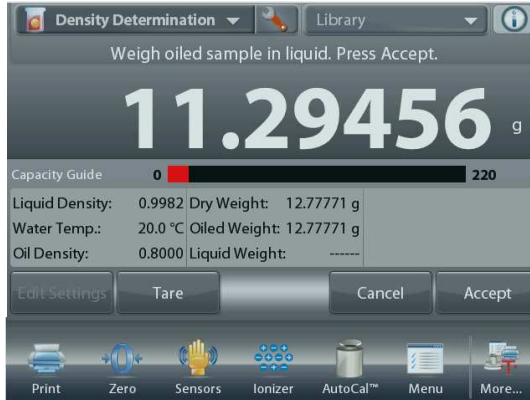 Density Determination
Library
Weigh oiled sample in liquid. Press Accept.
11.29456 g
Capacity Guide 0 220
Liquid Density: 0.9982 Dry Weight: 12.77771 g
Water Temp.: 20.0 °C Oiled Weight: 12.77771 g
Oil Density: 0.8000 Liquid Weight: ------
Edit Settings Tare Cancel Accept
Print Zero Sensors Ionizer AutoCal™ Menu More...